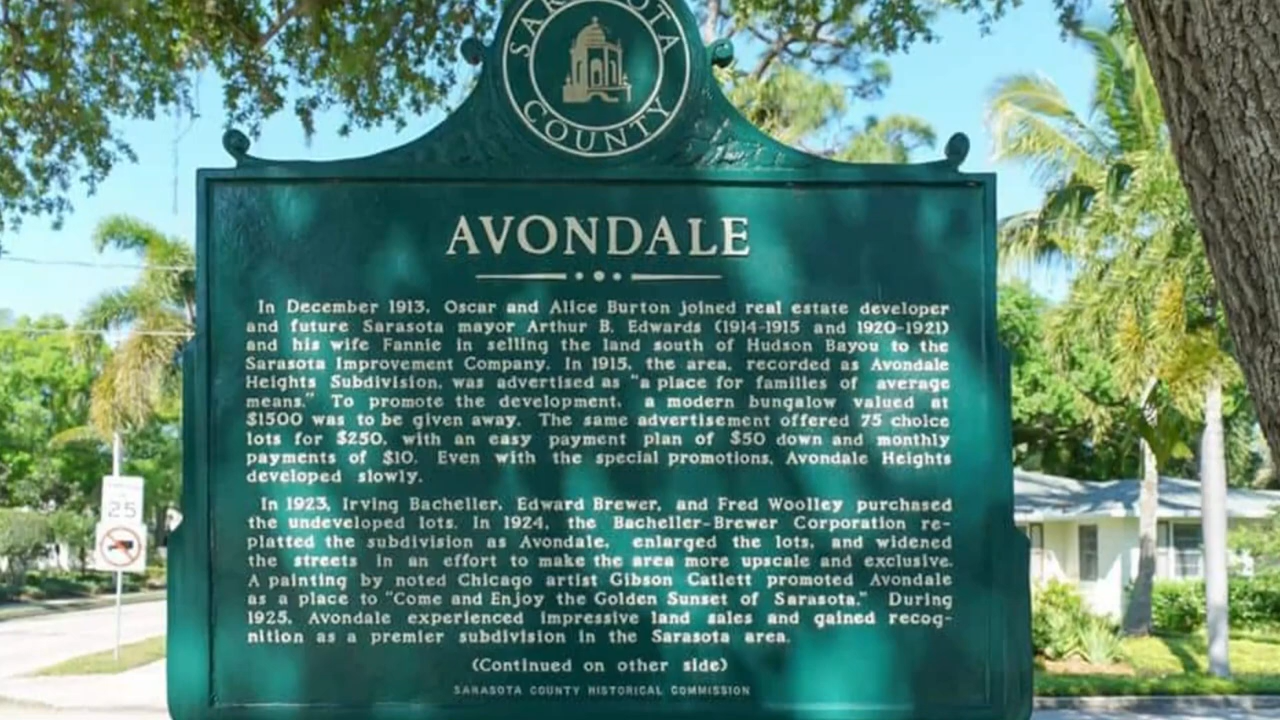 SARASOTA
COUNTY
AVONDALE
In December 1913, Oscar and Alice Burton joined real estate developer
and future Sarasota mayor Arthur B. Edwards (1914-1915 and 1920-1921)
and his wife Fannie in selling the land south of Hudson Bayou to the
Sarasota Improvement Company. In 1915, the area, recorded as Avondale
Heights Subdivision, was advertised as "a place for families of average
means." To promote the development, a modern bungalow valued at
$1500 was to be given away. The same advertisement offered 75 choice
lots for $250, with an easy payment plan of $50 down and monthly
payments of $10. Even with the special promotions, Avondale Heights
developed slowly.
In 1923, Irving Bacheller, Edward Brewer, and Fred Woolley purchased
the undeveloped lots. In 1924, the Bacheller-Brewer Corporation re-
platted the subdivision as Avondale, enlarged the lots, and widened
the streets in an effort to make the area more upscale and exclusive.
A painting by noted Chicago artist Gibson Catlett promoted Avondale
as a place to "Come and Enjoy the Golden Sunset of Sarasota." During
1925, Avondale experienced impressive land sales and gained recog-
nition as a premier subdivision in the Sarasota area.
(Continued on other side)
SARASOTA COUNTY HISTORICAL COMMISSION
25